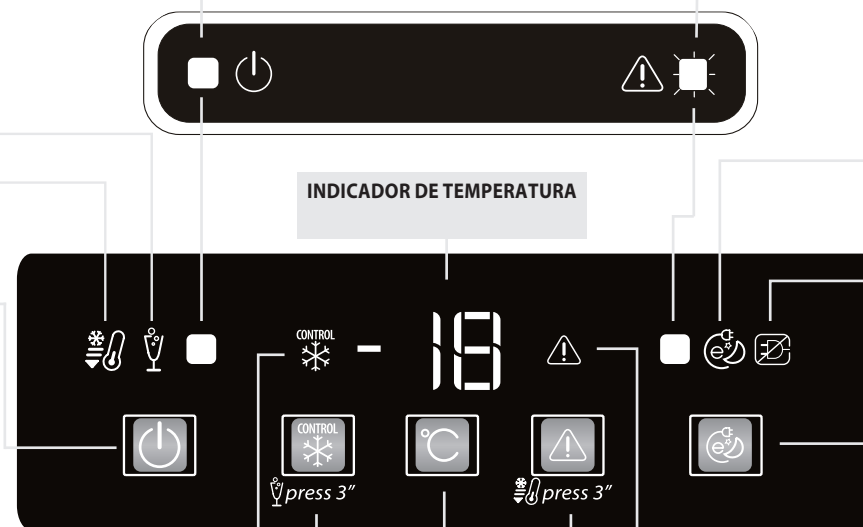 INDICADOR DE TEMPERATURA
CONTROL
- 18
e
CONTROL
°C
e
press 3”
press 3”